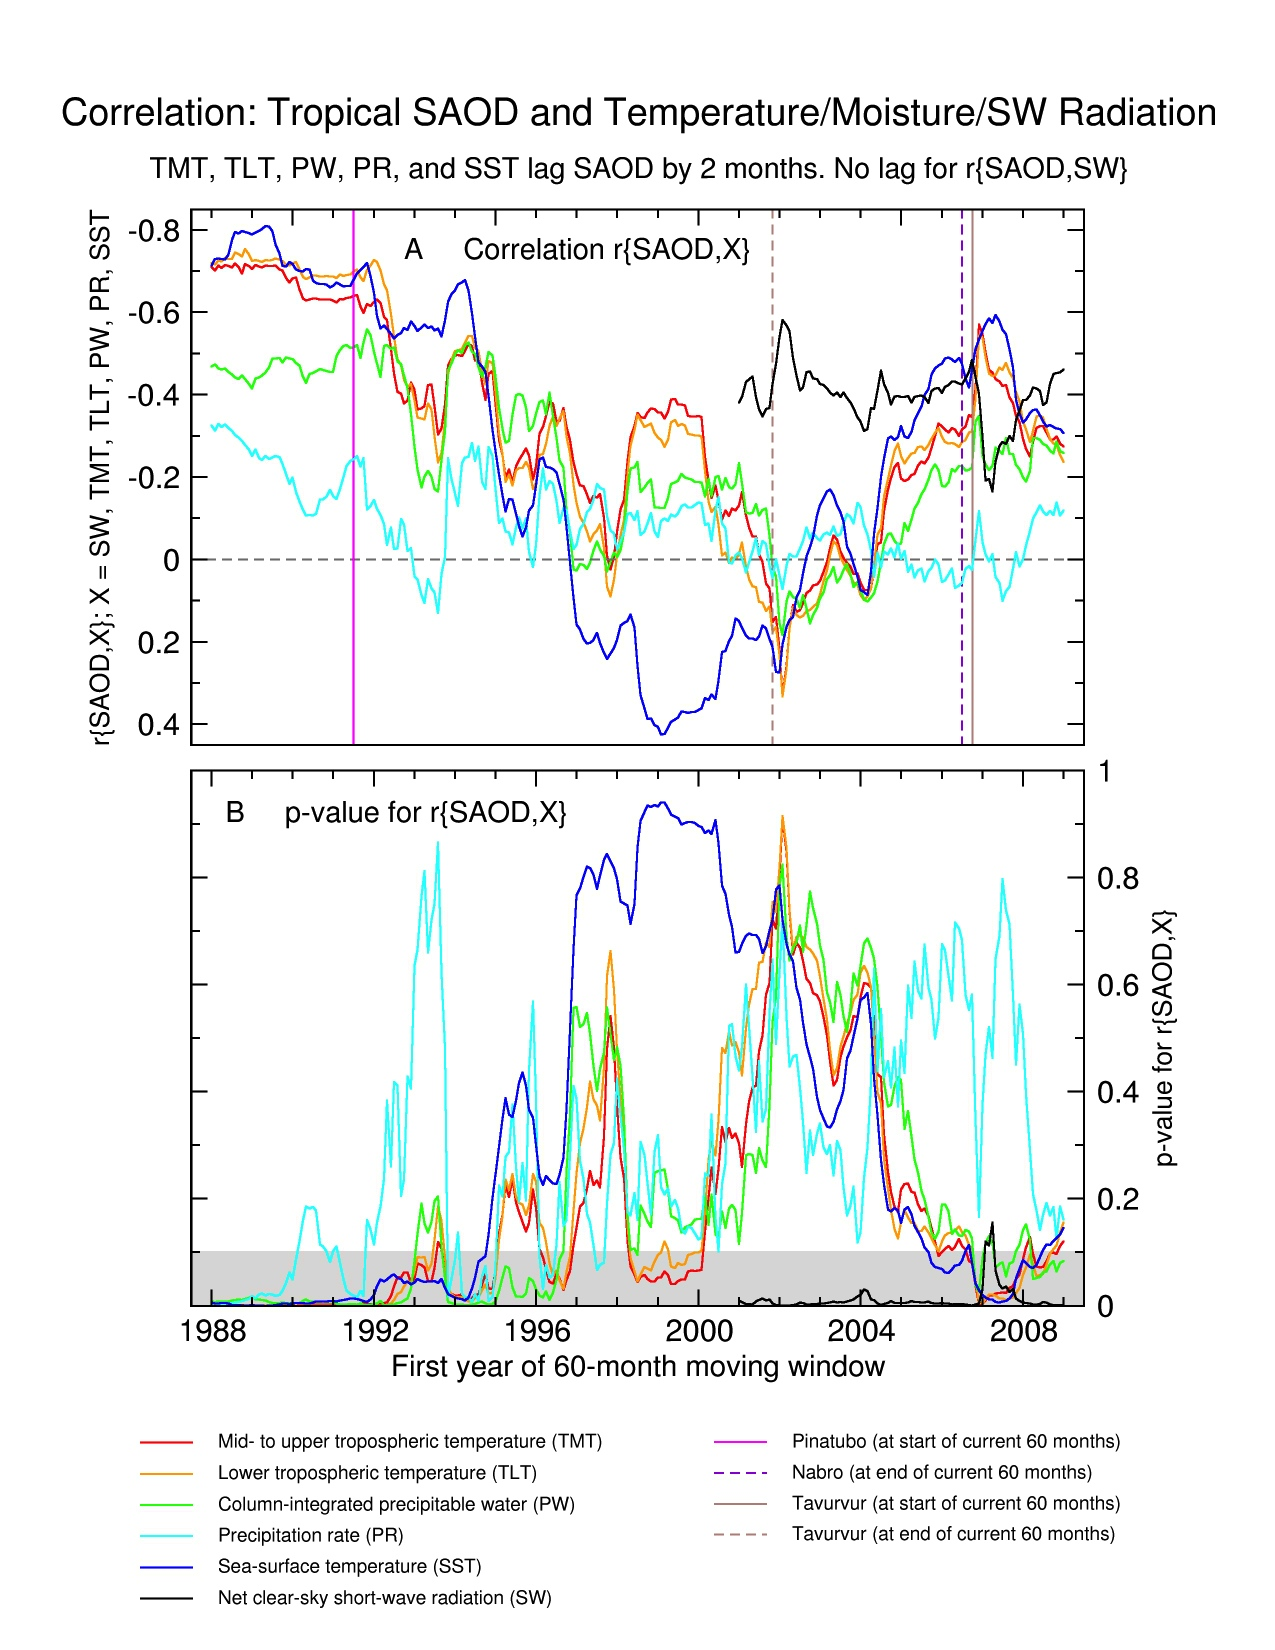 Correlation: Tropical SAOD and Temperature/Moisture/SW Radiation
TMT, TLT, PW, PR, and SST lag SAOD by 2 months. No lag for r{SAOD,SW}
r{SAOD,X}; X = SW, TMT, TLT, PW, PR, SST
-0.8
-0.6
-0.4
-0.2
0
0.2
0.4
A Correlation r{SAOD,X}
B p-value for r{SAOD,X}
1
0.8
0.6
0.4
0.2
0
p-value for r{SAOD,X}
1988 1992 1996 2000 2004 2008
First year of 60-month moving window
Mid- to upper tropospheric temperature (TMT)
Lower tropospheric temperature (TLT)
Column-integrated precipitable water (PW)
Precipitation rate (PR)
Sea-surface temperature (SST)
Net clear-sky short-wave radiation (SW)
Pinatubo (at start of current 60 months)
Nabro (at end of current 60 months)
Tavurvur (at start of current 60 months)
Tavurvur (at end of current 60 months)